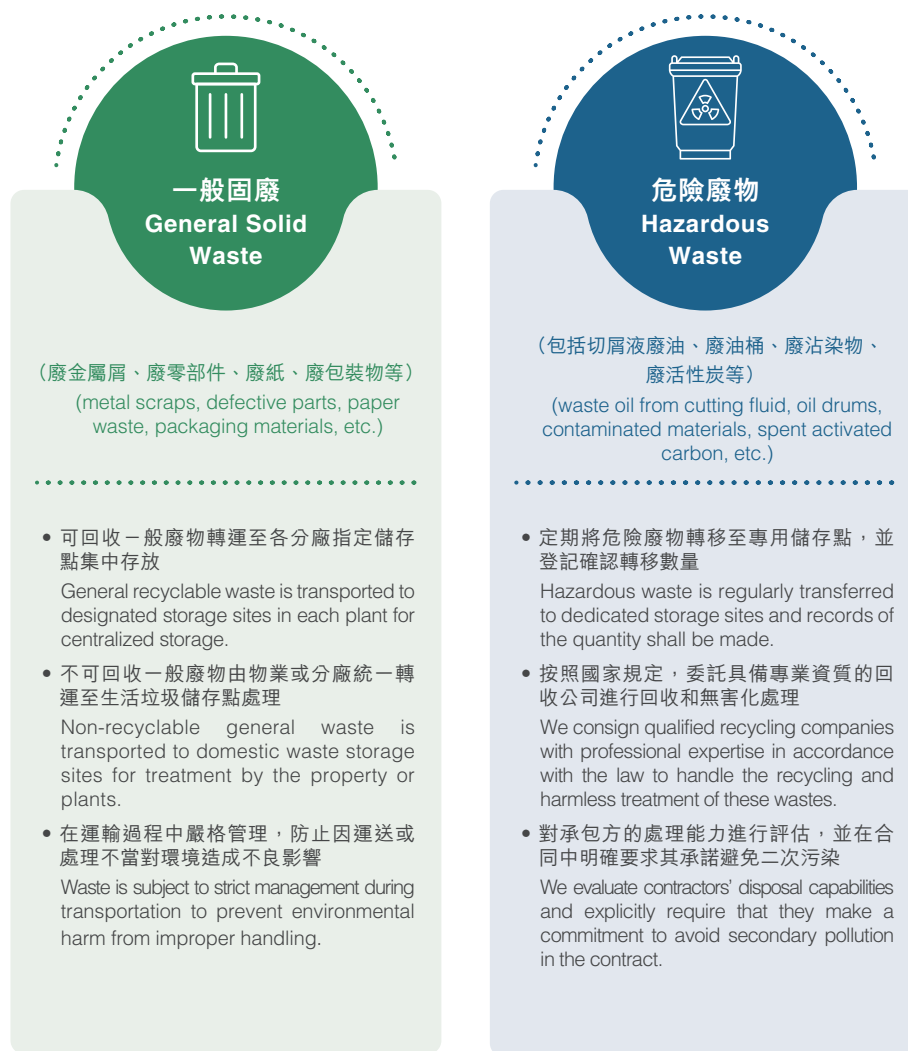 一般固廢
General Solid
Waste
（廢金屬屑、廢零部件、廢紙、廢包裝物等）
(metal scraps, defective parts, paper
waste, packaging materials, etc.)
• 可回收一般廢物轉運至各分廠指定儲存
點集中存放
General recyclable waste is transported to
designated storage sites in each plant for
centralized storage.
• 不可回收一般廢物由物業或分廠統一轉
運至生活垃圾儲存點處理
Non-recyclable general waste is
transported to domestic waste storage
sites for treatment by the property or
plants.
• 在運輸過程中嚴格管理，防止因運送或
處理不當對環境造成不良影響
Waste is subject to strict management during
transportation to prevent environmental
harm from improper handling.
危險廢物
Hazardous
Waste
（包括切屑液廢油、廢油桶、廢沾染物、
廢活性炭等）
(waste oil from cutting fluid, oil drums,
contaminated materials, spent activated
carbon, etc.)
• 定期將危險廢物轉移至專用儲存點，並
登記確認轉移數量
Hazardous waste is regularly transferred
to dedicated storage sites and records of
the quantity shall be made.
• 按照國家規定，委託具備專業資質的回
收公司進行回收和無害化處理
We consign qualified recycling companies
with professional expertise in accordance
with the law to handle the recycling and
harmless treatment of these wastes.
• 對承包方的處理能力進行評估，並在合
同中明確要求其承諾避免二次污染
We evaluate contractors’ disposal capabilities
and explicitly require that they make a
commitment to avoid secondary pollution
in the contract.